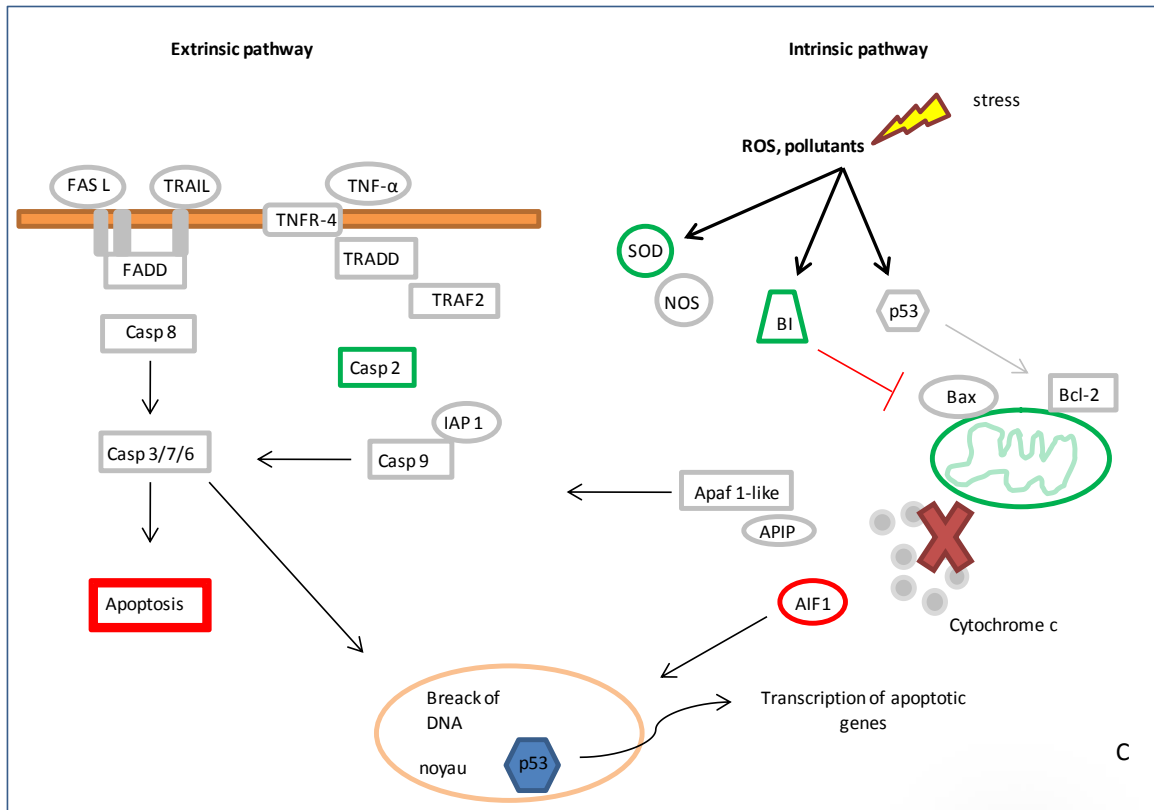 Extrinsic pathway
Intrinsic pathway
stress
ROS, pollutants
FAS L
TRAIL
TNF-α
TNFR-4
SOD
FADD
TRADD
NOS
TRAF2
BI
p53
Casp 8
Casp 2
Bax
Bcl-2
IAP 1
Casp 3/7/6
Casp 9
Apaf 1-like
APIP
Apoptosis
AIF1
Cytochrome c
Breack of
DNA
Transcription of apoptotic
genes
noyau
p53
C